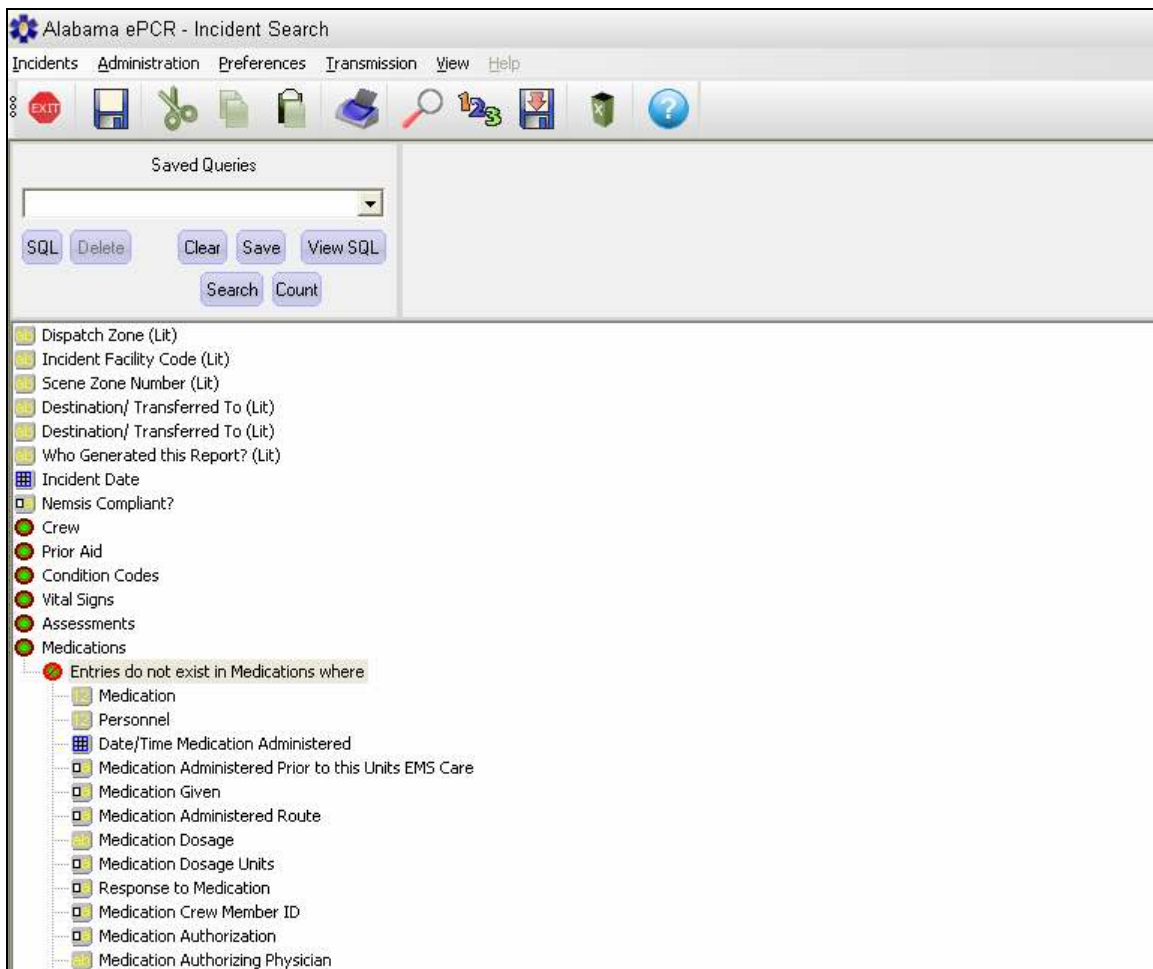 Alabama ePCR - Incident Search
Incidents Administration Preferences Transmission View Help
EXIT 123 X ?
Saved Queries
SQL Delete Clear Save View SQL
Search Count
Dispatch Zone (Lit)
Incident Facility Code (Lit)
Scene Zone Number (Lit)
Destination/ Transferred To (Lit)
Destination/ Transferred To (Lit)
Who Generated this Report? (Lit)
Incident Date
Nemsis Compliant?
Crew
Prior Aid
Condition Codes
Vital Signs
Assessments
Medications
Entries do not exist in Medications where
Medication
Personnel
Date/Time Medication Administered
Medication Administered Prior to this Units EMS Care
Medication Given
Medication Administered Route
Medication Dosage
Medication Dosage Units
Response to Medication
Medication Crew Member ID
Medication Authorization
Medication Authorizing Physician